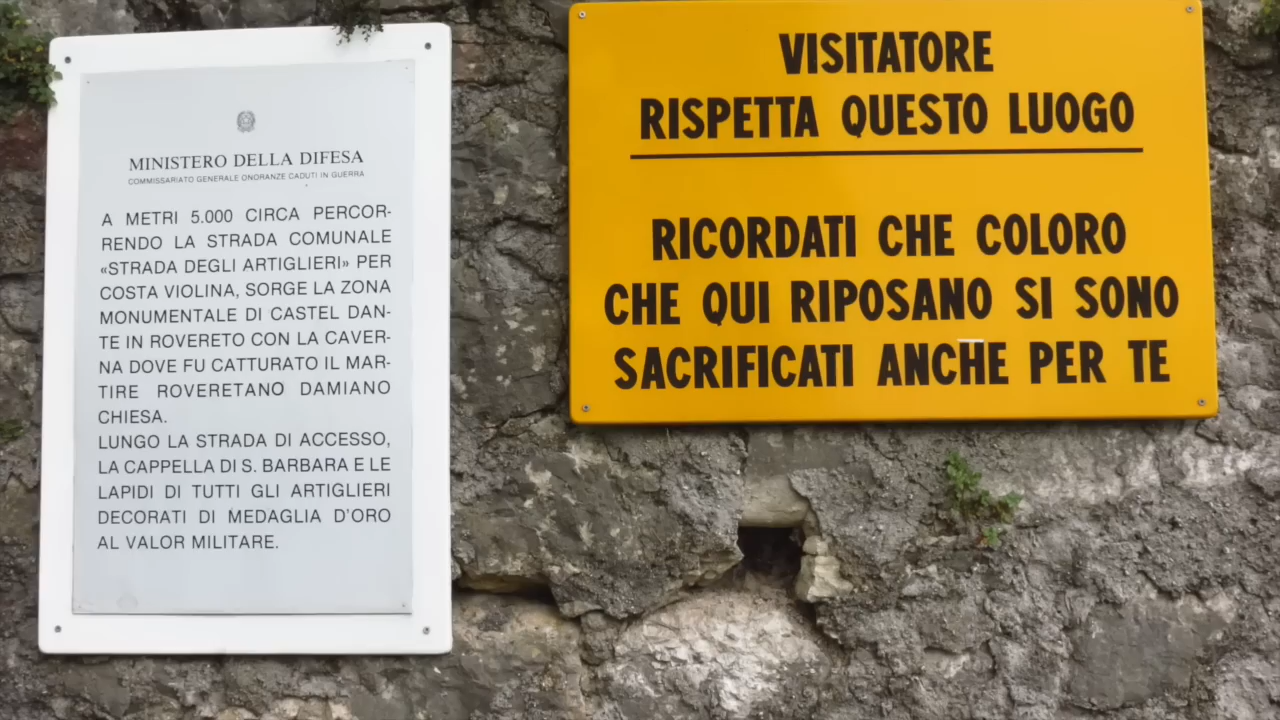 MINISTERO DELLA DIFESA
COMMISSARIATO GENERALE ONORANZE CADUTI IN GUERRA
A METRI 5.000 CIRCA PERCOR-
RENDO LA STRADA COMUNALE
«STRADA DEGLI ARTIGLIERI» PER
COSTA VIOLINA, SORGE LA ZONA
MONUMENTALE DI CASTEL DAN-
TE IN ROVERETO CON LA CAVER-
NA DOVE FU CATTURATO IL MAR-
TIRE ROVERETANO DAMIANO
CHIESA.
LUNGO LA STRADA DI ACCESSO,
LA CAPPELLA DI S. BARBARA E LE
LAPIDI DI TUTTI GLI ARTIGLIERI
DECORATI DI MEDAGLIA D'ORO
AL VALOR MILITARE.
VISITATORE
RISPETTA QUESTO LUOGO
RICORDATI CHE COLORO
CHE QUI RIPOSANO SI SONO
SACRIFICATI ANCHE PER TE